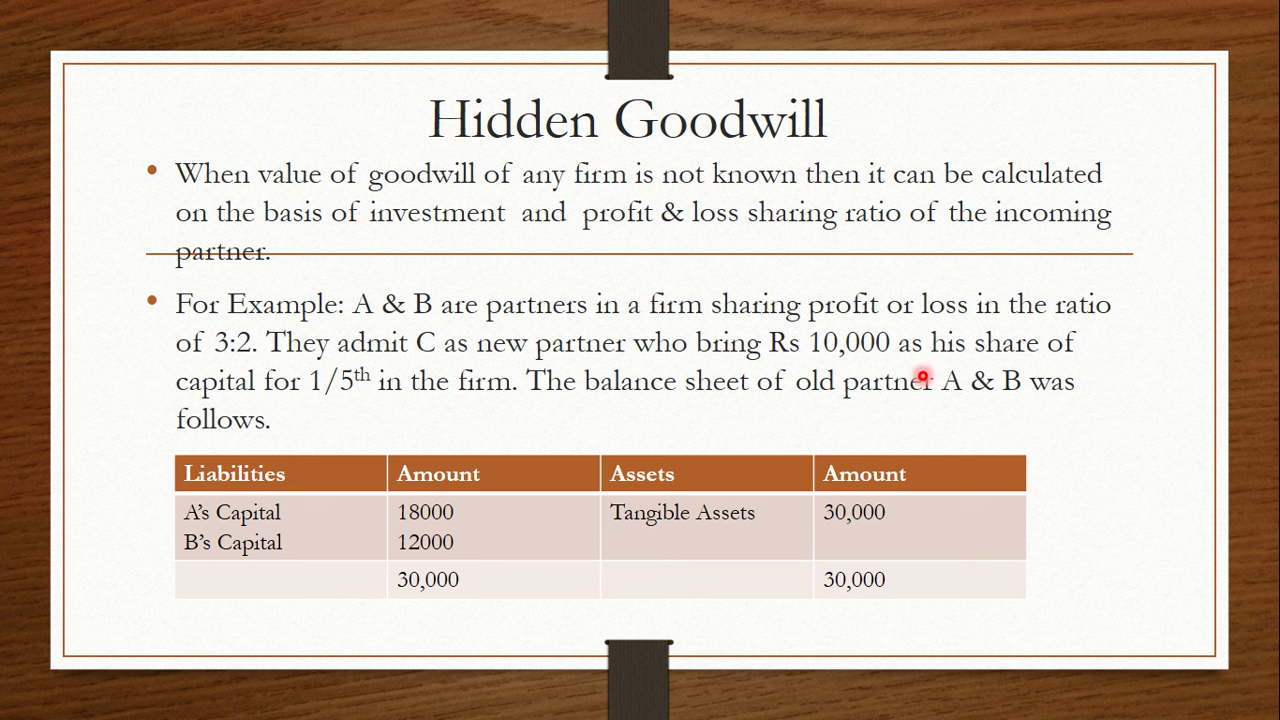 Hidden Goodwill
• When value of goodwill of any firm is not known then it can be calculated
on the basis of investment and profit & loss sharing ratio of the incoming
partner.
• For Example: A & B are partners in a firm sharing profit or loss in the ratio
of 3:2. They admit C as new partner who bring Rs 10,000 as his share of
capital for 1/5th in the firm. The balance sheet of old partner A & B was
follows.
Liabilities Amount Assets Amount
A's Capital 18000 Tangible Assets 30,000
B's Capital 12000
30,000 30,000